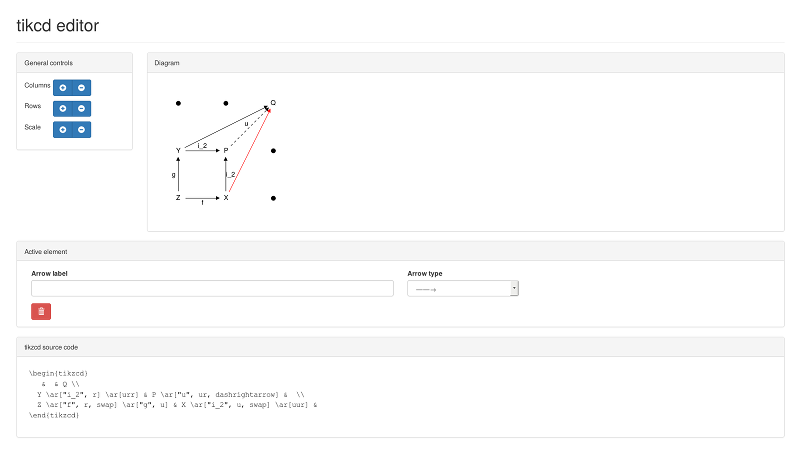 tikcd editor
General controls
Columns
Rows
Scale
Diagram
Q
u
Y i_2 P
g i_2
Z X
f
Active element
Arrow label
Arrow type
tikzcd source code
\begin{tikzcd}
& & Q \\
Y \ar["i_2", r] \ar[urr] & P \ar["u", ur, dashrightarrow] & \\
Z \ar["f", r, swap] \ar["g", u] & X \ar["i_2", u, swap] \ar[uur] &
\end{tikzcd}